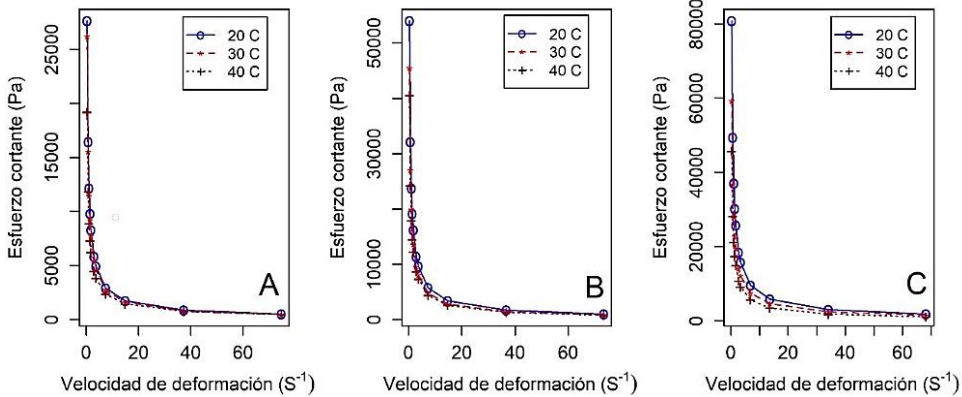 Esfuerzo cortante (Pa)
25000
15000
5000
0
20 C
30 C
40 C
A
0 20 40 60
Velocidad de deformación (S⁻¹)
Esfuerzo cortante (Pa)
50000
30000
10000
0
20 C
30 C
40 C
B
0 20 40 60
Velocidad de deformación (S⁻¹)
Esfuerzo cortante (Pa)
80000
60000
40000
20000
0
20 C
30 C
40 C
C
0 20 40 60
Velocidad de deformación (S⁻¹)